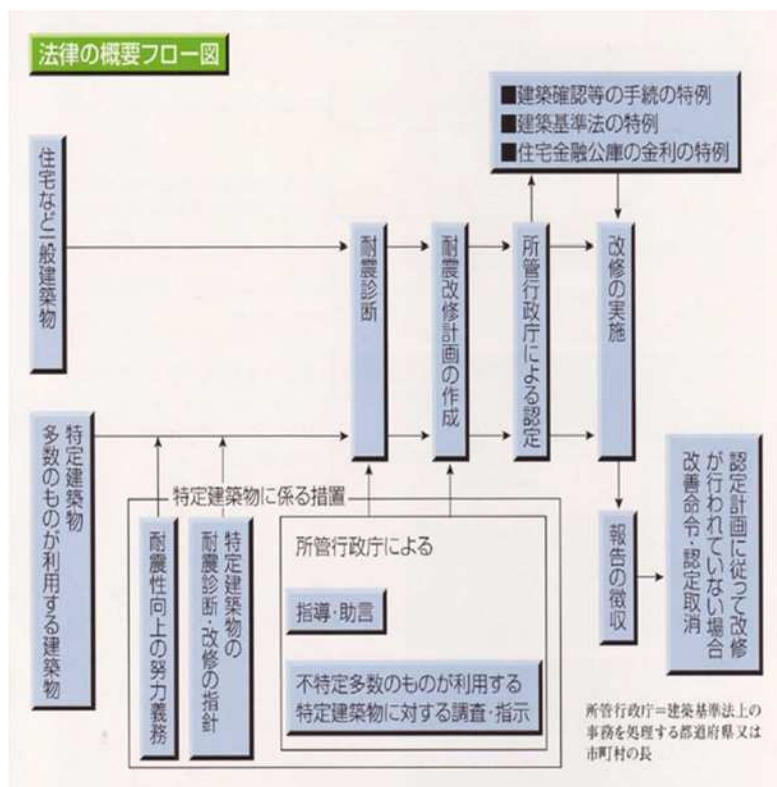 法律の概要フロー図
■建築確認等の手続の特例
■建築基準法の特例
■住宅金融公庫の金利の特例
住宅など一般建築物
耐震診断
耐震改修計画の作成
所管行政庁による認定
改修の実施
特定建築物
多数のものが利用する建築物
特定建築物に係る措置
耐震性向上の努力義務
特定建築物の
耐震診断・改修の指針
所管行政庁による
指導・助言
不特定多数のものが利用する
特定建築物に対する調査・指示
報告の徴収
認定計画に従って改修
が行われていない場合
改善命令・認定取消
所管行政庁=建築基準法上の
事務を処理する都道府県又は
市町村の長